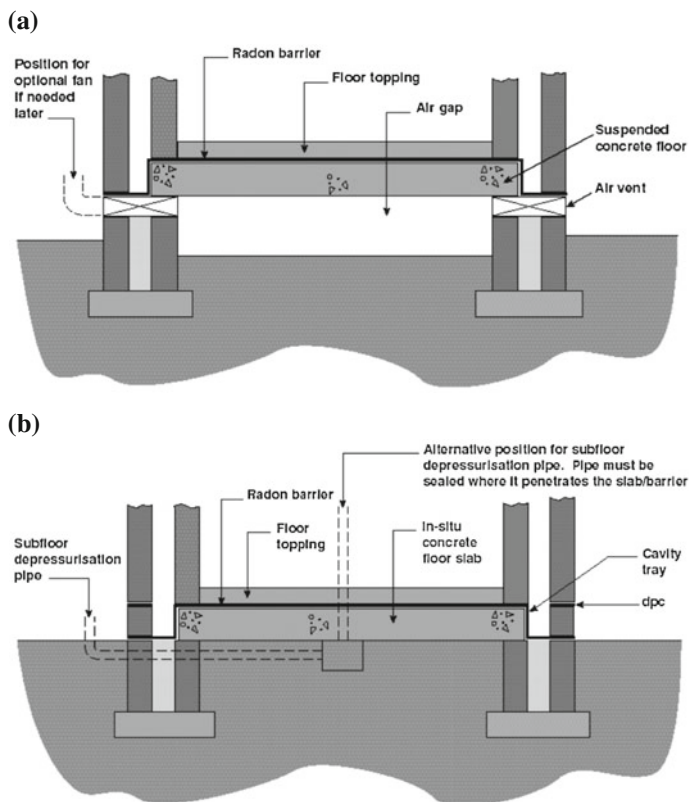 (a)
Radon barrier
Position for
optional fan
if needed
later
Floor topping
Air gap
Suspended
concrete floor
Air vent
(b)
Alternative position for subfloor
depressurisation pipe. Pipe must be
sealed where it penetrates the slab/barrier
Radon barrier
Subfloor
depressurisation
pipe
Floor
topping
In-situ
concrete
floor slab
Cavity
tray
dpc